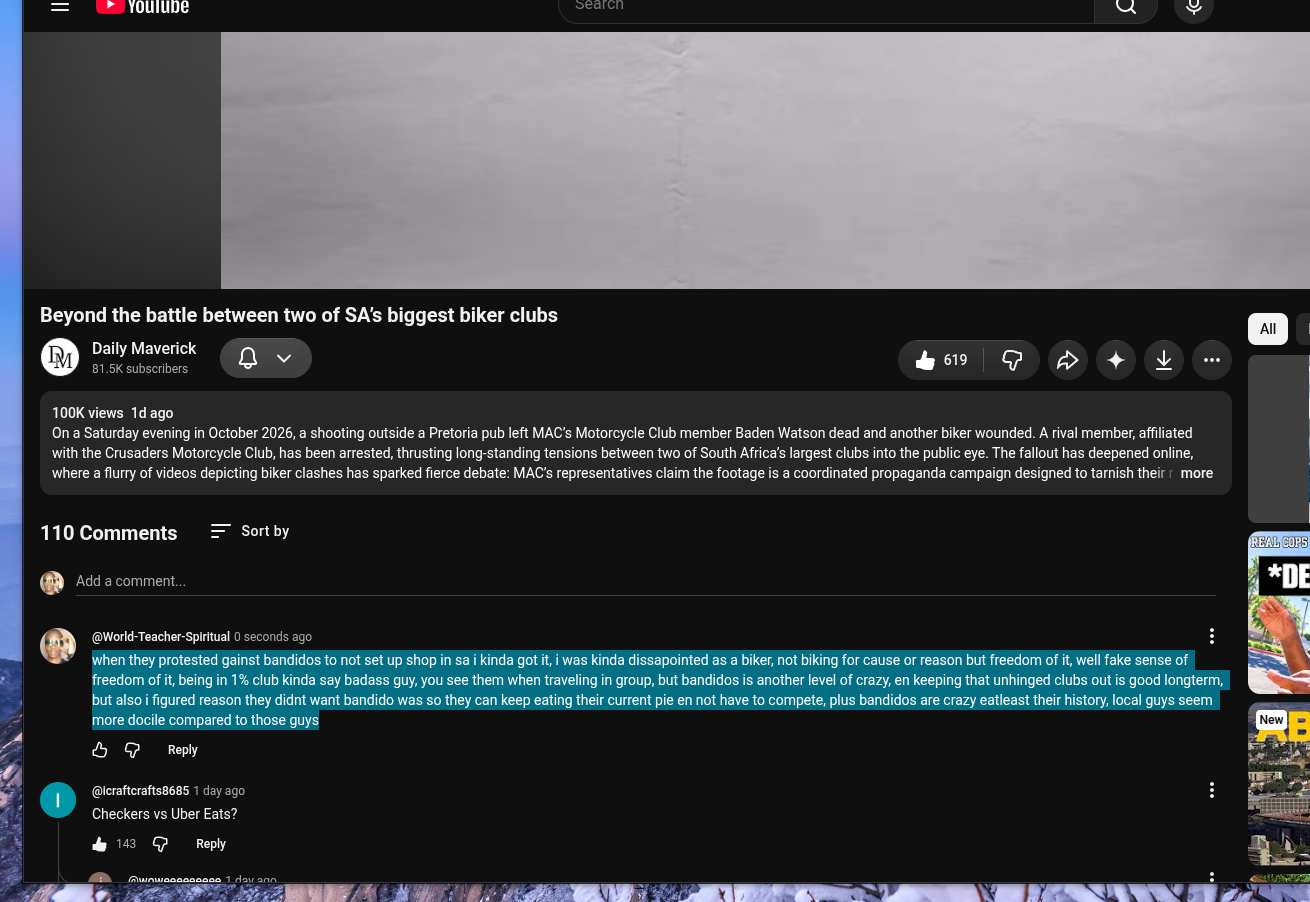 YouTube
Search
Beyond the battle between two of SA's biggest biker clubs
DM
Daily Maverick
81.5K subscribers
619
All
100K views 1d ago
On a Saturday evening in October 2026, a shooting outside a Pretoria pub left MAC's Motorcycle Club member Baden Watson dead and another biker wounded. A rival member, affiliated
with the Crusaders Motorcycle Club, has been arrested, thrusting long-standing tensions between two of South Africa's largest clubs into the public eye. The fallout has deepened online,
where a flurry of videos depicting biker clashes has sparked fierce debate: MAC's representatives claim the footage is a coordinated propaganda campaign designed to tarnish their r more
110 Comments
Sort by
REAL COPS
*DE
Add a comment...
@World-Teacher-Spiritual 0 seconds ago
when they protested gainst bandidos to not set up shop in sa i kinda got it, i was kinda dissapointed as a biker, not biking for cause or reason but freedom of it, well fake sense of
freedom of it, being in 1% club kinda say badass guy, you see them when traveling in group, but bandidos is another level of crazy, en keeping that unhinged clubs out is good longterm,
but also i figured reason they didnt want bandido was so they can keep eating their current pie en not have to compete, plus bandidos are crazy eatleast their history, local guys seem
more docile compared to those guys
New
AB
Reply
I
@icraftcrafts8685 1 day ago
Checkers vs Uber Eats?
143
Reply
@woweeeeeeeee 1 day ago